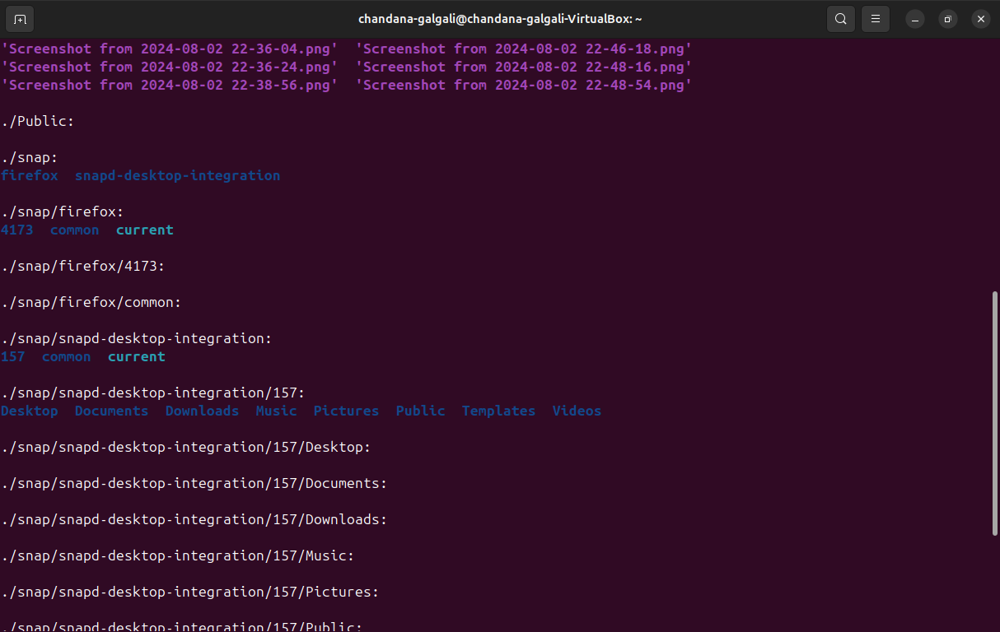 chandana-galgali@chandana-galgali-VirtualBox: ~
'Screenshot from 2024-08-02 22-36-04.png'  'Screenshot from 2024-08-02 22-46-18.png'
'Screenshot from 2024-08-02 22-36-24.png'  'Screenshot from 2024-08-02 22-48-16.png'
'Screenshot from 2024-08-02 22-38-56.png'  'Screenshot from 2024-08-02 22-48-54.png'
./Public:
./snap:
firefox  snapd-desktop-integration
./snap/firefox:
4173  common  current
./snap/firefox/4173:
./snap/firefox/common:
./snap/snapd-desktop-integration:
157  common  current
./snap/snapd-desktop-integration/157:
Desktop  Documents  Downloads  Music  Pictures  Public  Templates  Videos
./snap/snapd-desktop-integration/157/Desktop:
./snap/snapd-desktop-integration/157/Documents:
./snap/snapd-desktop-integration/157/Downloads:
./snap/snapd-desktop-integration/157/Music:
./snap/snapd-desktop-integration/157/Pictures:
./snap/snapd-desktop-integration/157/Public: